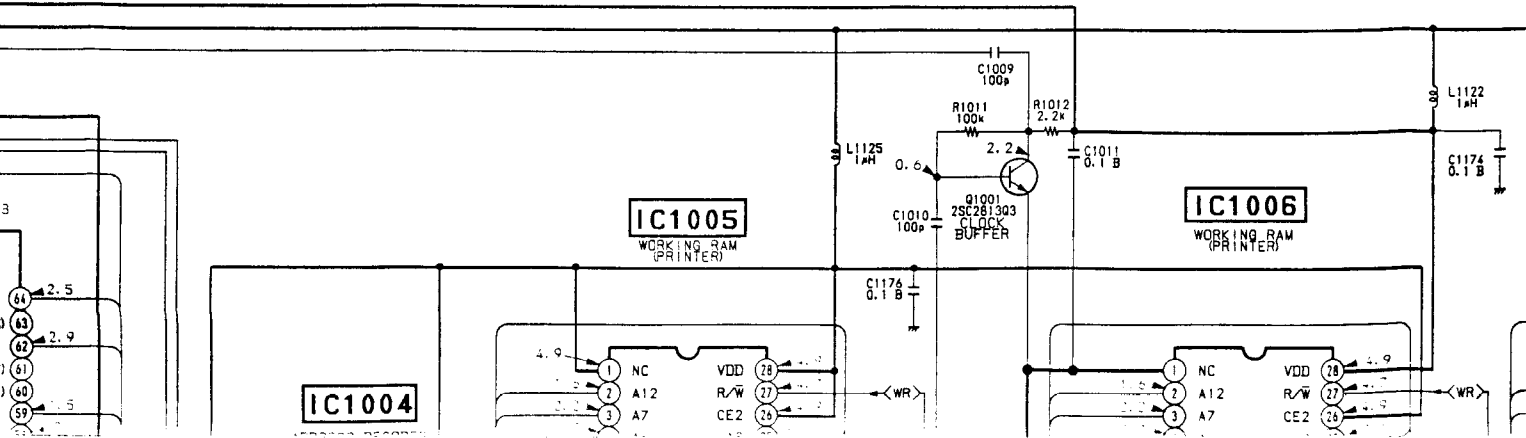 C1009
100p
R1011
100k
R1012
2.2k
L1122
1μH
L1125
1μH
2.2
0.6
C1011
0.1 B
C1174
0.1 B
IC1005
WORKING RAM
(PRINTER)
C1010
100p
Q1001
2SC2813Q3
CLOCK
BUFFER
IC1006
WORKING RAM
(PRINTER)
C1176
0.1 B
64
2.5
63
62
2.9
61
60
59
IC1004
4.9
1 NC VDD 28
2 A12 R/W̅ 27
3 A7 CE2 26
WR
1 NC VDD 28 4.9
2 A12 R/W̅ 27
3 A7 CE2 26
WR